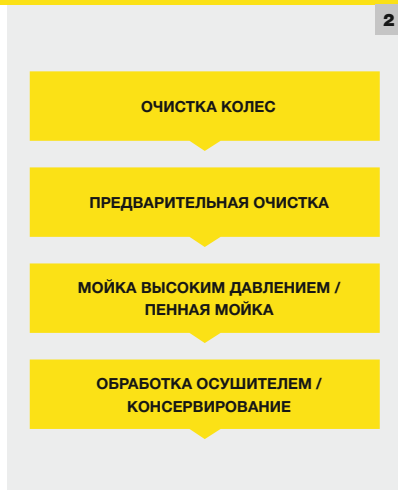 2
ОЧИСТКА КОЛЕС
ПРЕДВАРИТЕЛЬНАЯ ОЧИСТКА
МОЙКА ВЫСОКИМ ДАВЛЕНИЕМ /
ПЕННАЯ МОЙКА
ОБРАБОТКА ОСУШИТЕЛЕМ /
КОНСЕРВИРОВАНИЕ